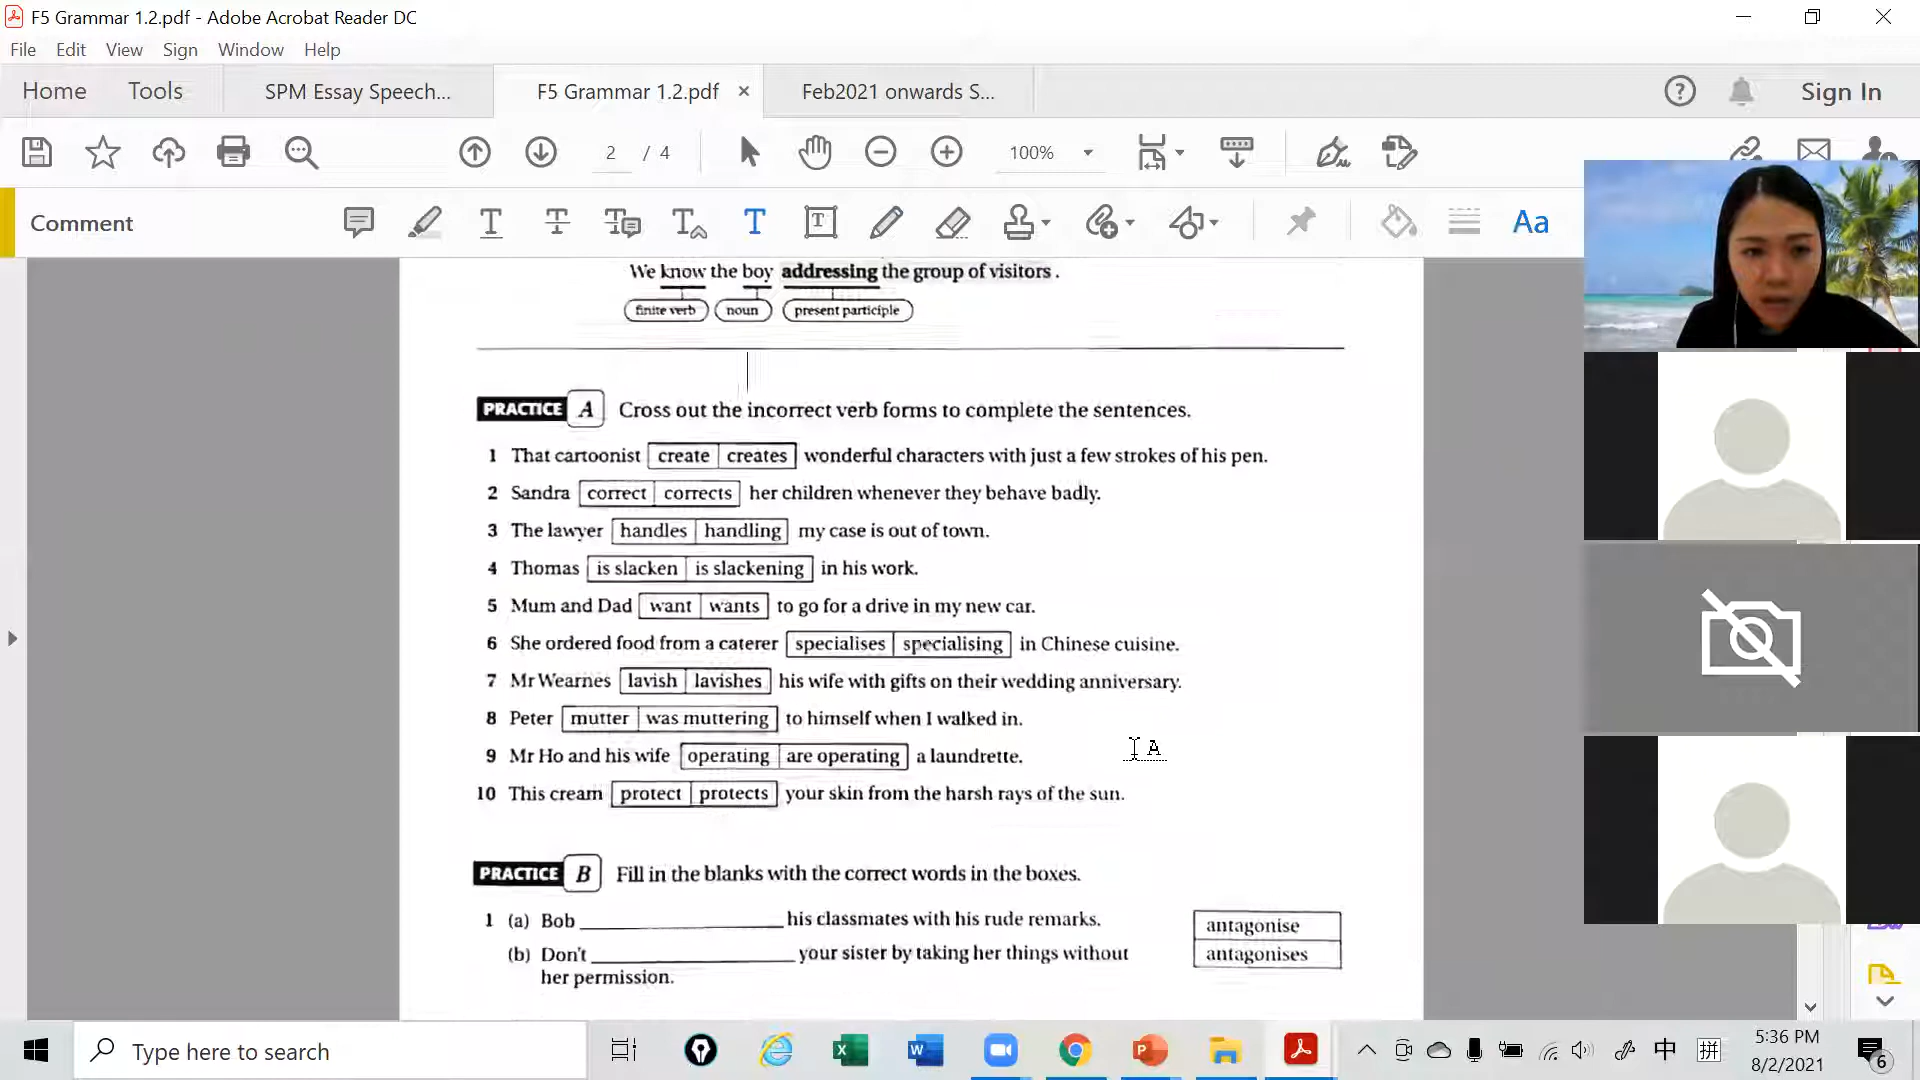 F5 Grammar 1.2.pdf - Adobe Acrobat Reader DC
File Edit View Sign Window Help
Home Tools SPM Essay Speech... F5 Grammar 1.2.pdf × Feb2021 onwards S... Sign In
2 / 4 100%
Comment
We know the boy addressing the group of visitors .
finite verb noun present participle
PRACTICE A Cross out the incorrect verb forms to complete the sentences.
1 That cartoonist create creates wonderful characters with just a few strokes of his pen.
2 Sandra correct corrects her children whenever they behave badly.
3 The lawyer handles handling my case is out of town.
4 Thomas is slacken is slackening in his work.
5 Mum and Dad want wants to go for a drive in my new car.
6 She ordered food from a caterer specialises specialising in Chinese cuisine.
7 Mr Wearnes lavish lavishes his wife with gifts on their wedding anniversary.
8 Peter mutter was muttering to himself when I walked in.
9 Mr Ho and his wife operating are operating a laundrette.
10 This cream protect protects your skin from the harsh rays of the sun.
PRACTICE B Fill in the blanks with the correct words in the boxes.
1 (a) Bob ____________________ his classmates with his rude remarks.
antagonise
(b) Don't ____________________ your sister by taking her things without
antagonises
her permission.
Type here to search
中 拼 5:36 PM
8/2/2021
6